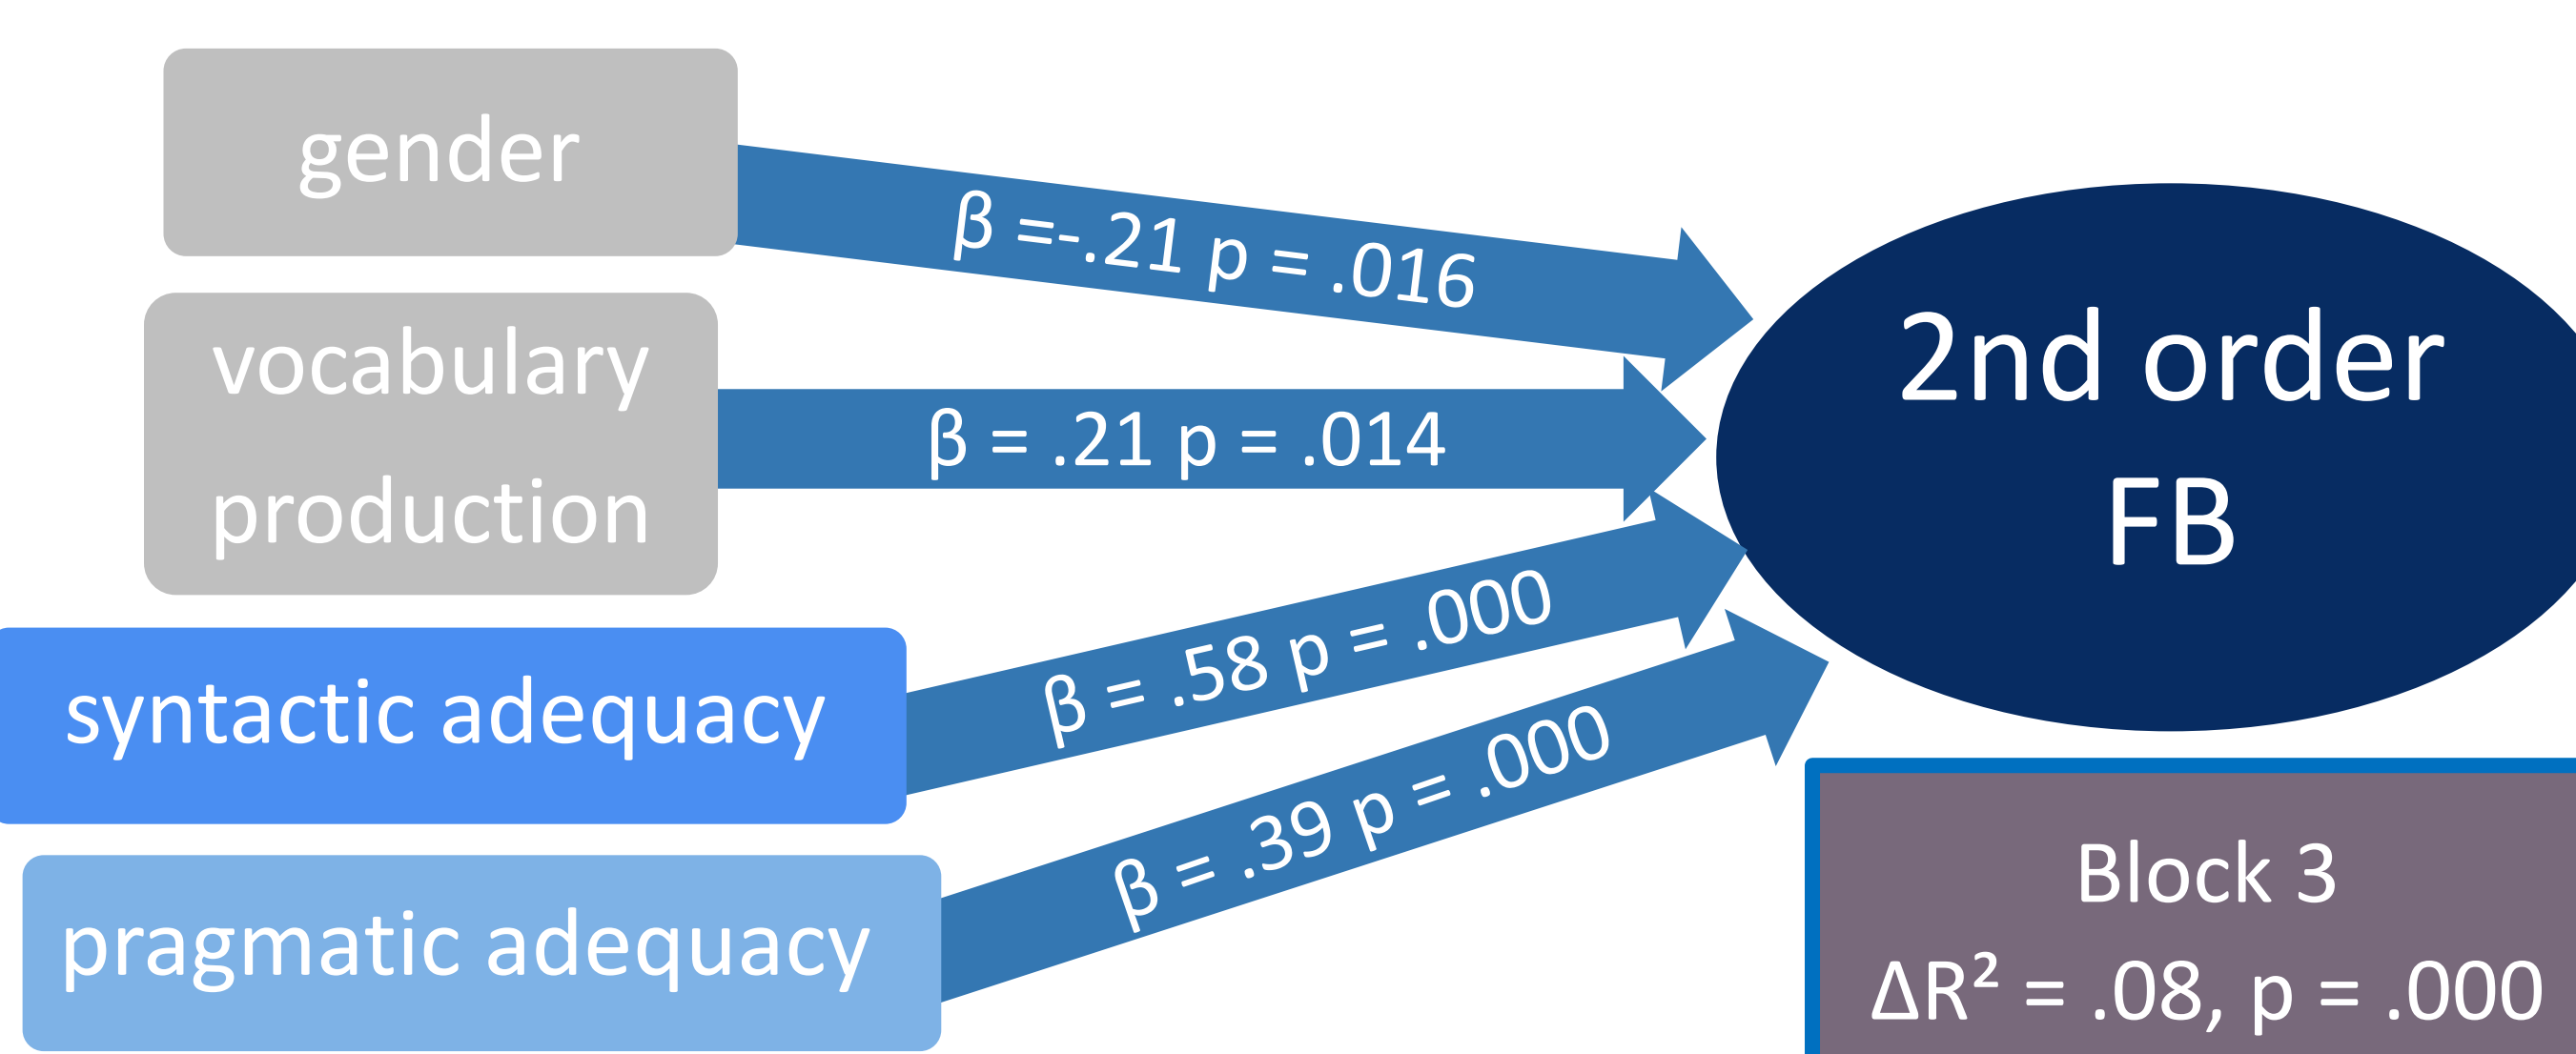 gender
β =-.21 p = .016
vocabulary
production
β = .21 p = .014
syntactic adequacy
β = .58 p = .000
pragmatic adequacy
β = .39 p = .000
2nd order
FB
Block 3
ΔR² = .08, p = .000